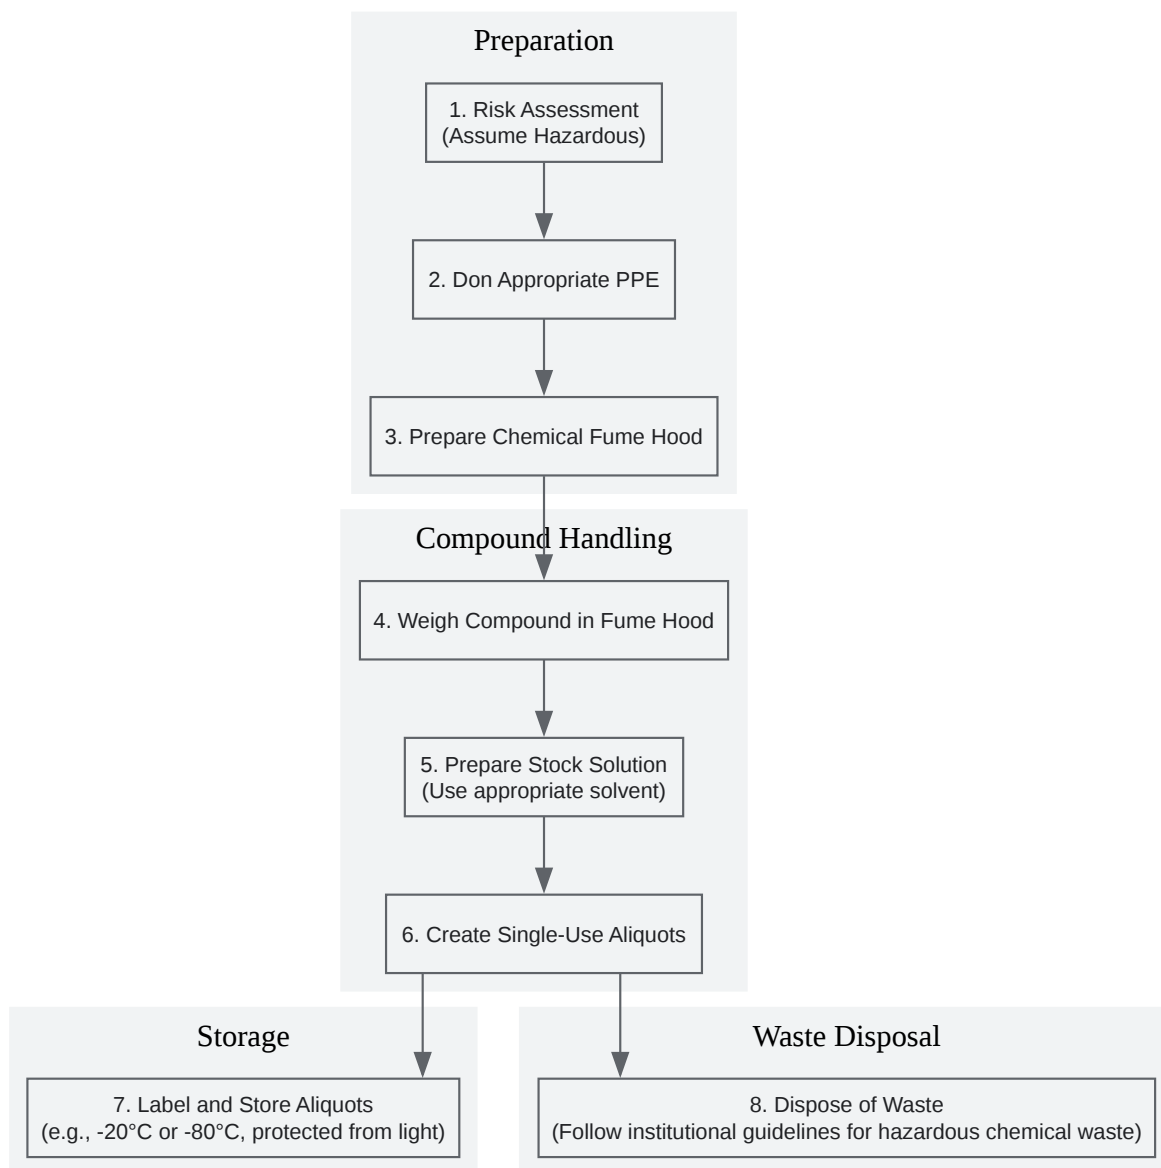 Preparation
1. Risk Assessment
(Assume Hazardous)
2. Don Appropriate PPE
3. Prepare Chemical Fume Hood
Compound Handling
4. Weigh Compound in Fume Hood
5. Prepare Stock Solution
(Use appropriate solvent)
6. Create Single-Use Aliquots
Storage
7. Label and Store Aliquots
(e.g., -20°C or -80°C, protected from light)
Waste Disposal
8. Dispose of Waste
(Follow institutional guidelines for hazardous chemical waste)